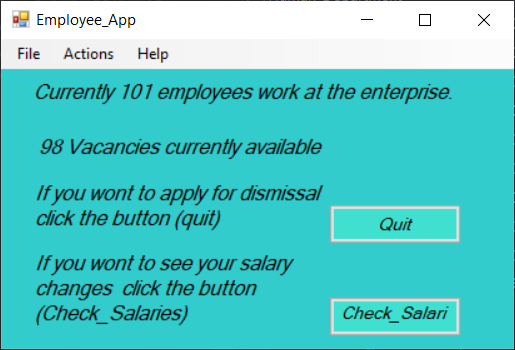 Employee_App
File Actions Help
Currently 101 employees work at the enterprise.
98 Vacancies currently available
If you wont to apply for dismissal
click the button (quit)
Quit
If you wont to see your salary
changes click the button
(Check_Salaries)
Check_Salari